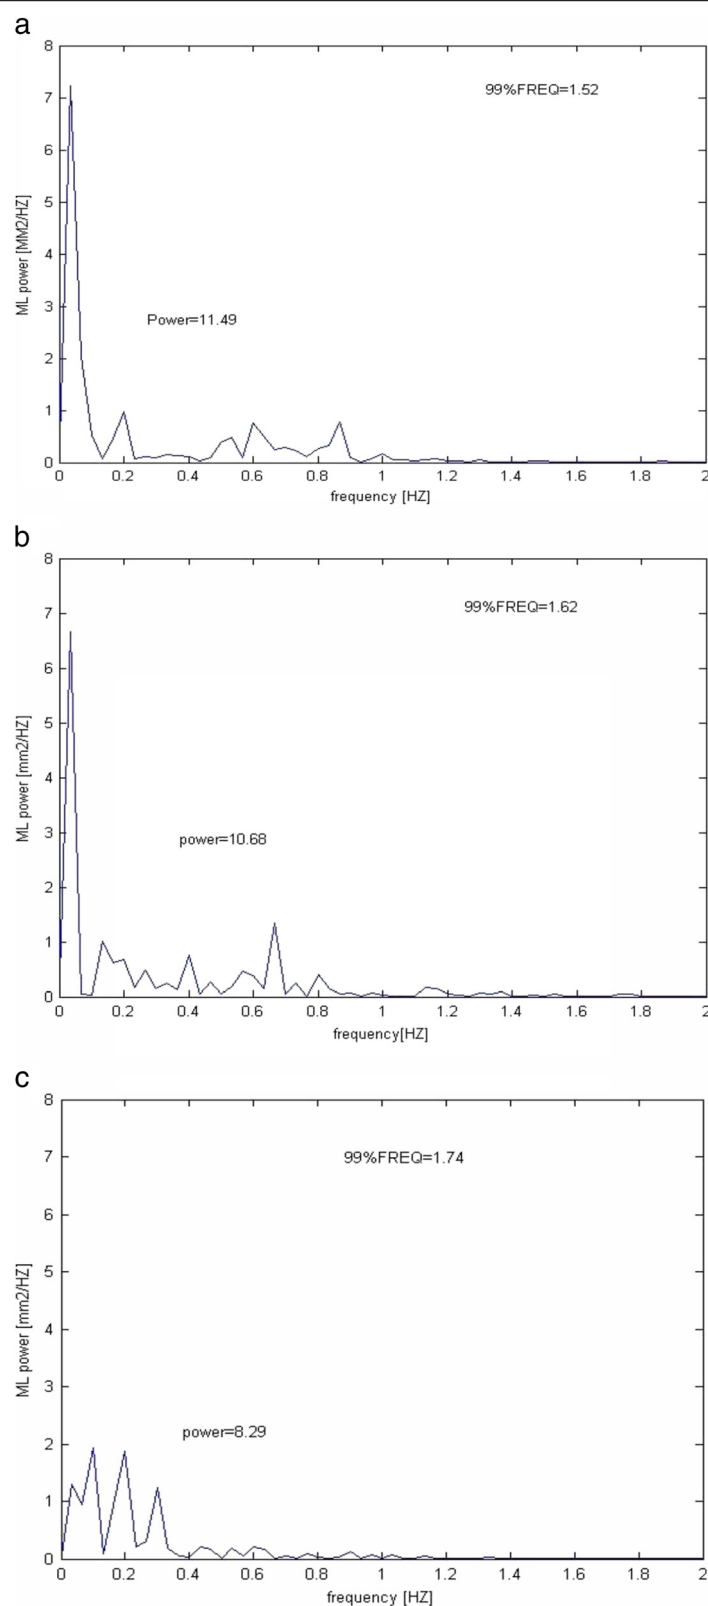 a
8
7
6
5
4
3
2
1
0
ML power [MM2/HZ]
99%FREQ=1.52
Power=11.49
0 0.2 0.4 0.6 0.8 1 1.2 1.4 1.6 1.8 2
frequency [HZ]
b
8
7
6
5
4
3
2
1
0
ML power [mm2/HZ]
99%FREQ=1.62
power=10.68
0 0.2 0.4 0.6 0.8 1 1.2 1.4 1.6 1.8 2
frequency[HZ]
c
8
7
6
5
4
3
2
1
0
ML power [mm2/HZ]
99%FREQ=1.74
power=8.29
0 0.2 0.4 0.6 0.8 1 1.2 1.4 1.6 1.8 2
frequency [HZ]